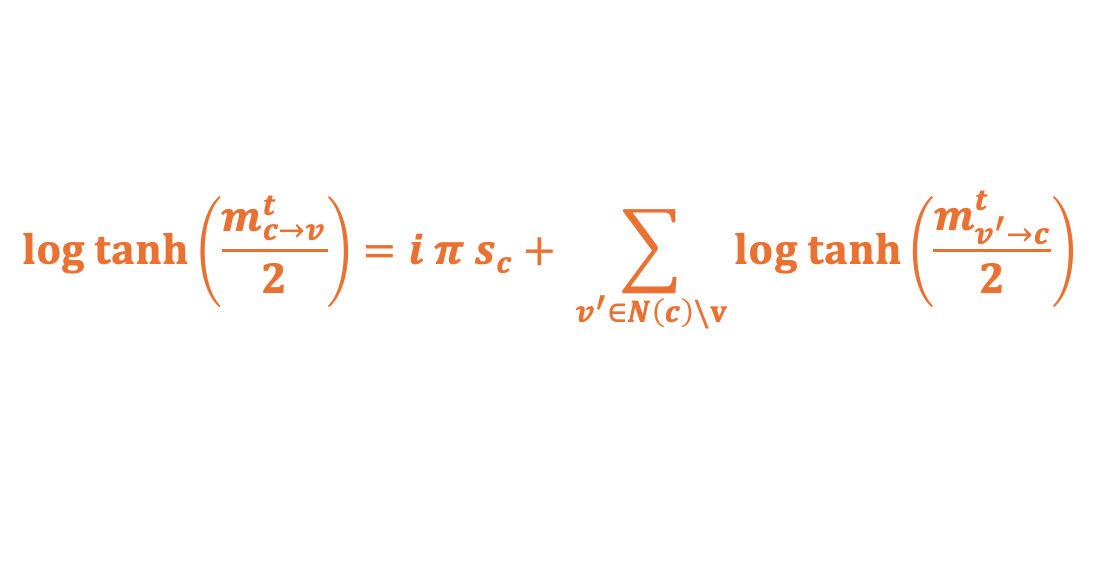 log tanh (m^t_{c→v} / 2) = i π s_c + ∑_{v′∈N(c)\v} log tanh (m^t_{v′→c} / 2)